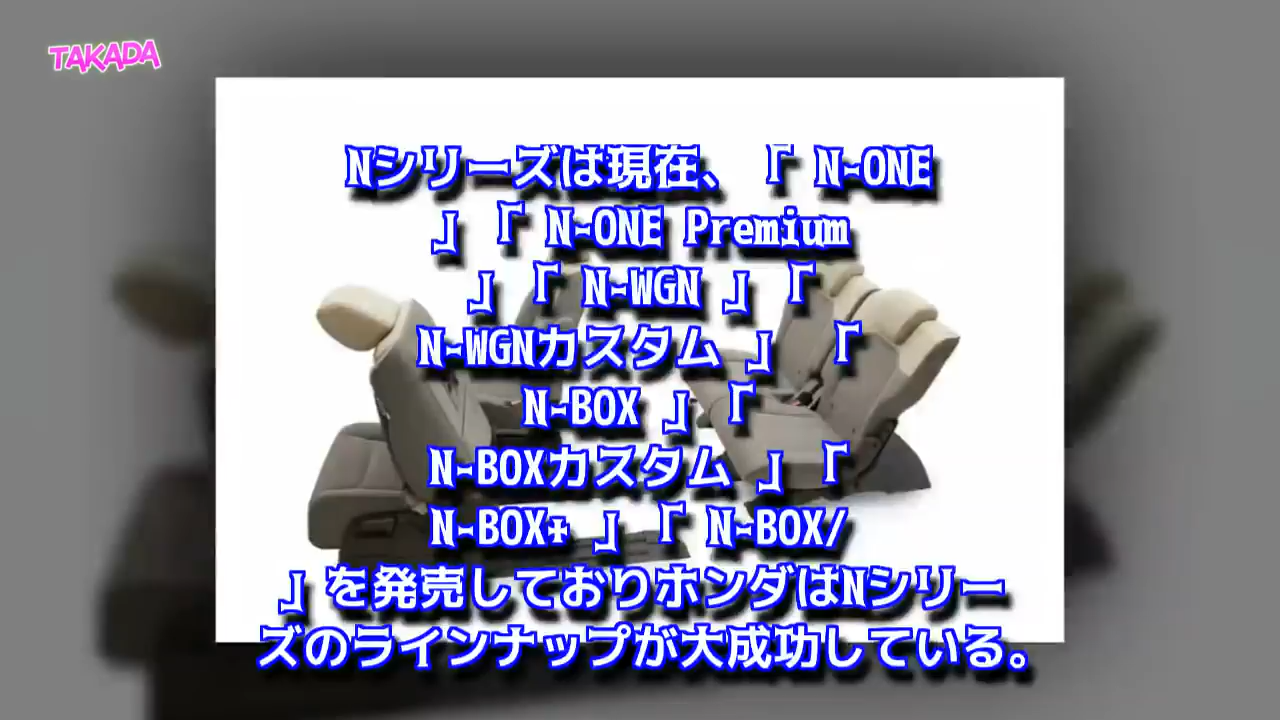 TAKADA
Nシリーズは現在、「 N-ONE
」「 N-ONE Premium
」「 N-WGN 」「
N-WGNカスタム 」 「
N-BOX 」「
N-BOXカスタム 」「
N-BOX+ 」「 N-BOX/
」を発売しておりホンダはNシリー
ズのラインナップが大成功している。